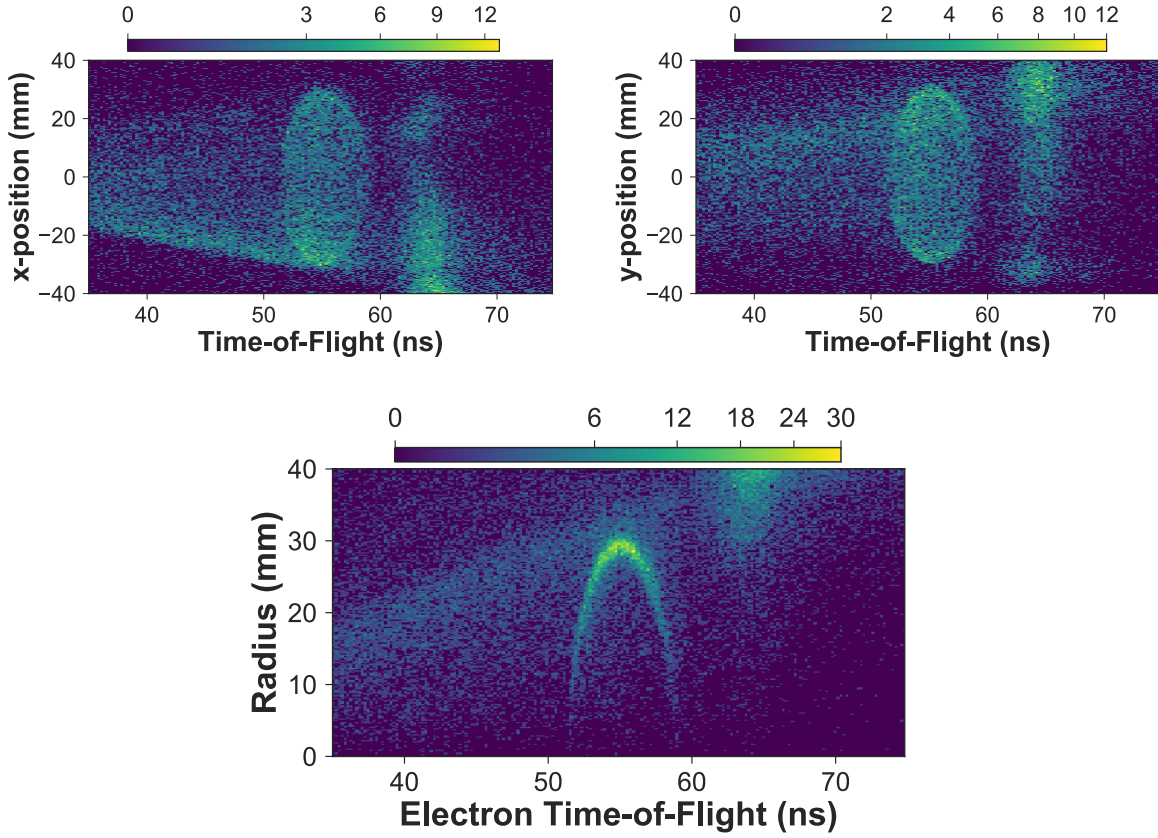 0 3 6 9 12
40
20
0
−20
−40
x-position (mm)
40 50 60 70
Time-of-Flight (ns)
0 2 4 6 8 10 12
40
20
0
−20
−40
y-position (mm)
40 50 60 70
Time-of-Flight (ns)
0 6 12 18 24 30
40
30
20
10
0
Radius (mm)
40 50 60 70
Electron Time-of-Flight (ns)